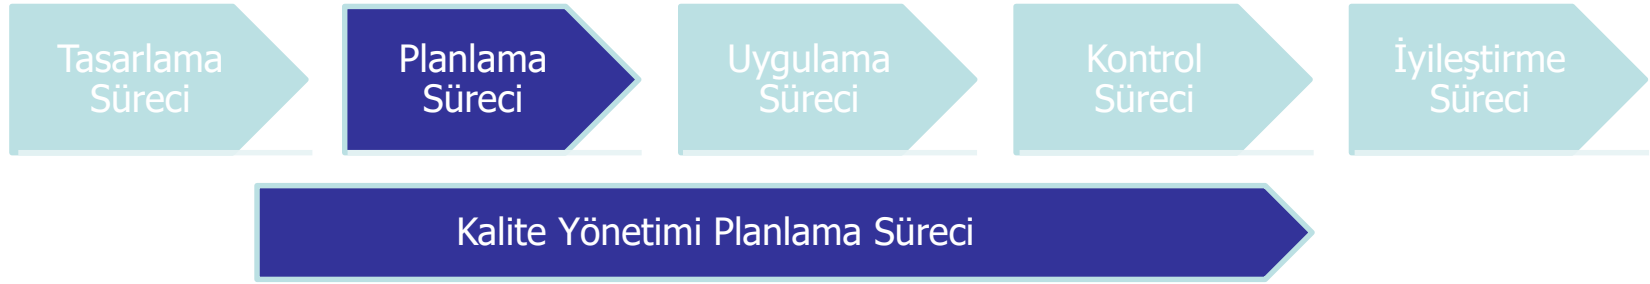 Tasarlama
Süreci
Planlama
Süreci
Uygulama
Süreci
Kontrol
Süreci
İyileştirme
Süreci
Kalite Yönetimi Planlama Süreci